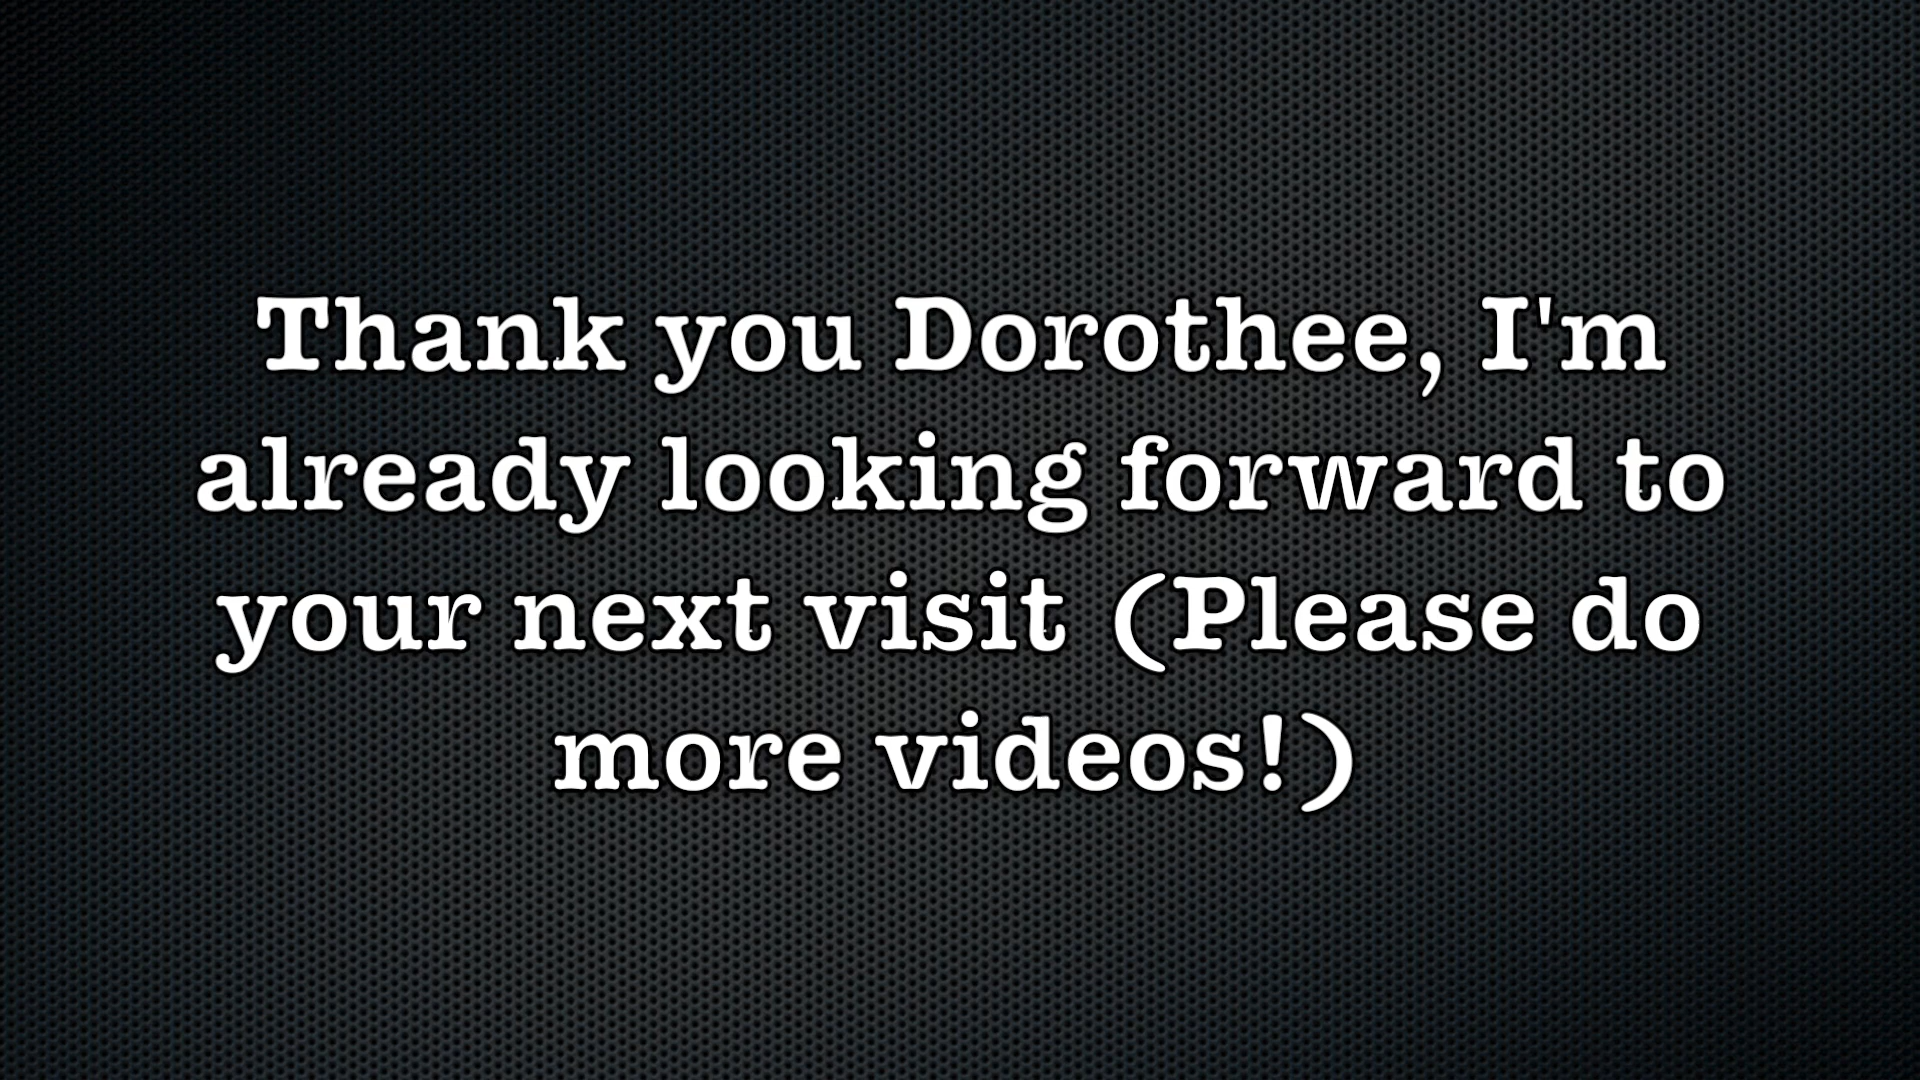 Thank you Dorothee, I'm
already looking forward to
your next visit (Please do
more videos!)